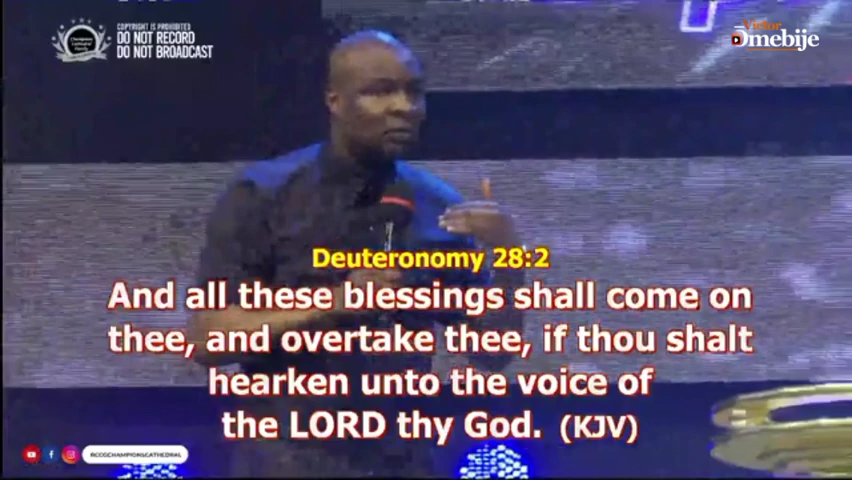 Champions
Cathedral
COPYRIGHT IS PROHIBITED
DO NOT RECORD
DO NOT BROADCAST
Victor
Omebije
Deuteronomy 28:2
And all these blessings shall come on
thee, and overtake thee, if thou shalt
hearken unto the voice of
the LORD thy God. (KJV)
RCCGCHAMPIONSCATHEDRAL